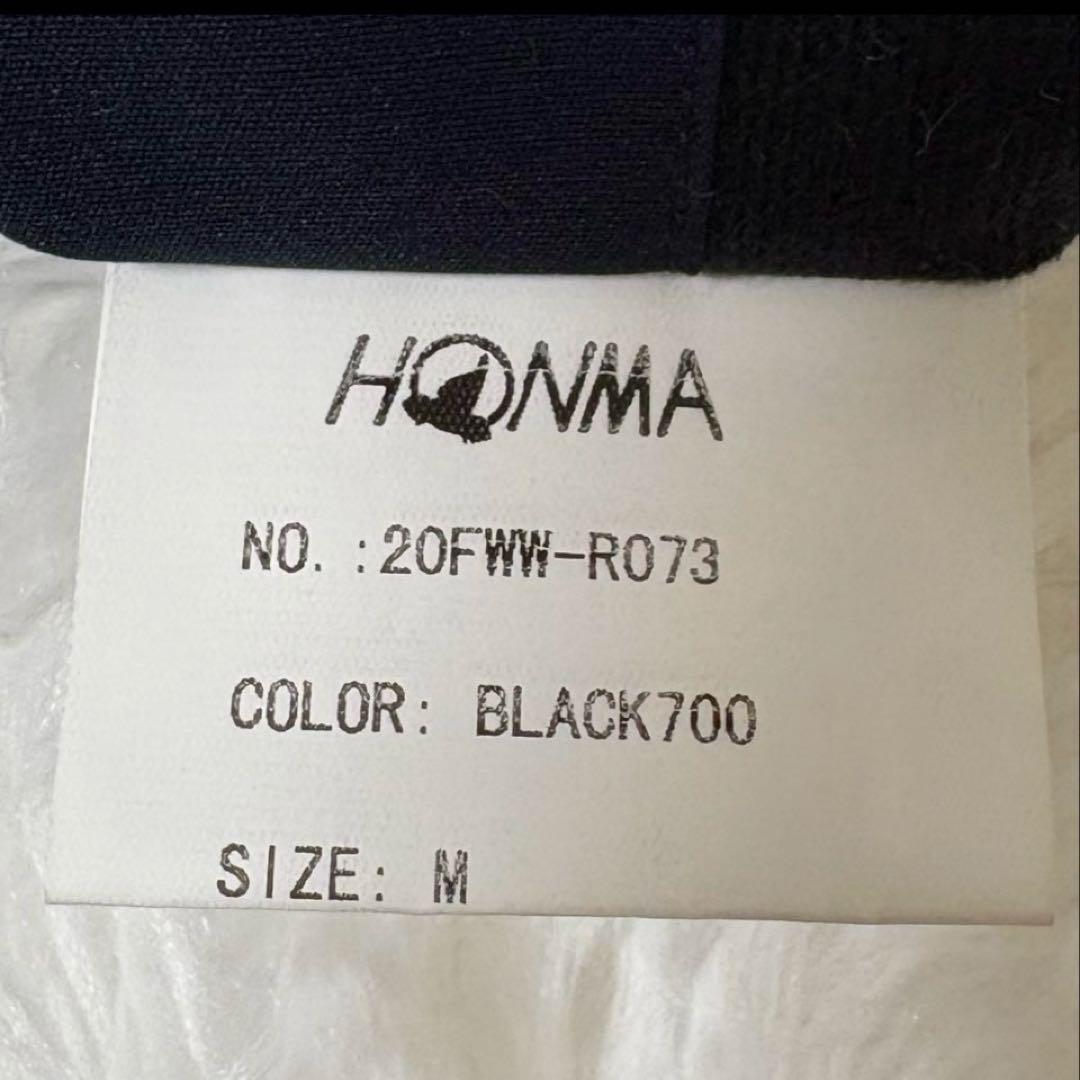 HONMA
NO. :20FWW-R073
COLOR: BLACK700
SIZE: M